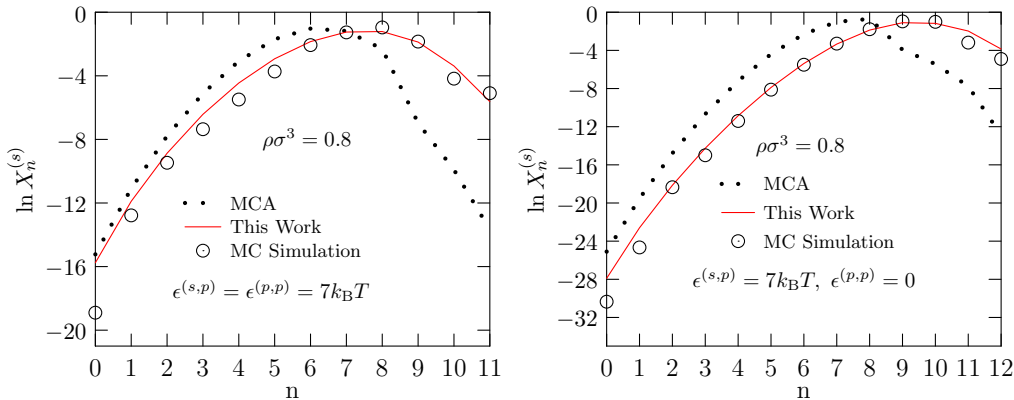 0
−4
−8
−12
−16
−20
ln X_n^{(s)}
ρσ³ = 0.8
MCA
This Work
MC Simulation
ϵ^{(s,p)} = ϵ^{(p,p)} = 7k_BT
0 1 2 3 4 5 6 7 8 9 10 11
n
0
−4
−8
−12
−16
−20
−24
−28
−32
ln X_n^{(s)}
ρσ³ = 0.8
MCA
This Work
MC Simulation
ϵ^{(s,p)} = 7k_BT, ϵ^{(p,p)} = 0
0 1 2 3 4 5 6 7 8 9 10 11 12
n